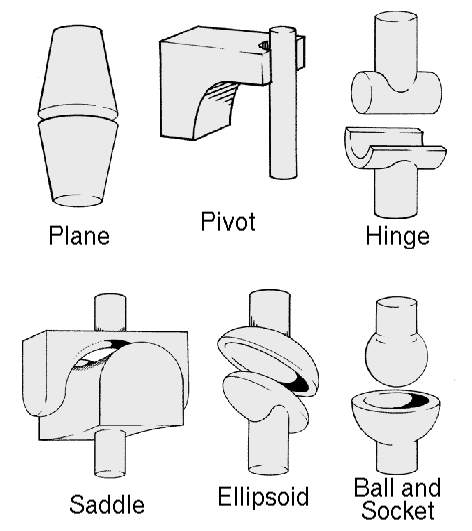 Plane
Pivot
Hinge
Saddle
Ellipsoid
Ball and
Socket